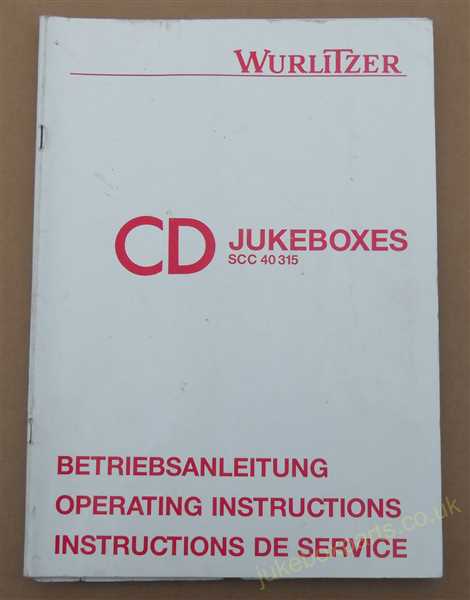 WURLITZER
CD JUKEBOXES
SCC 40 315
BETRIEBSANLEITUNG
OPERATING INSTRUCTIONS
INSTRUCTIONS DE SERVICE
jukeboxparts.co.uk